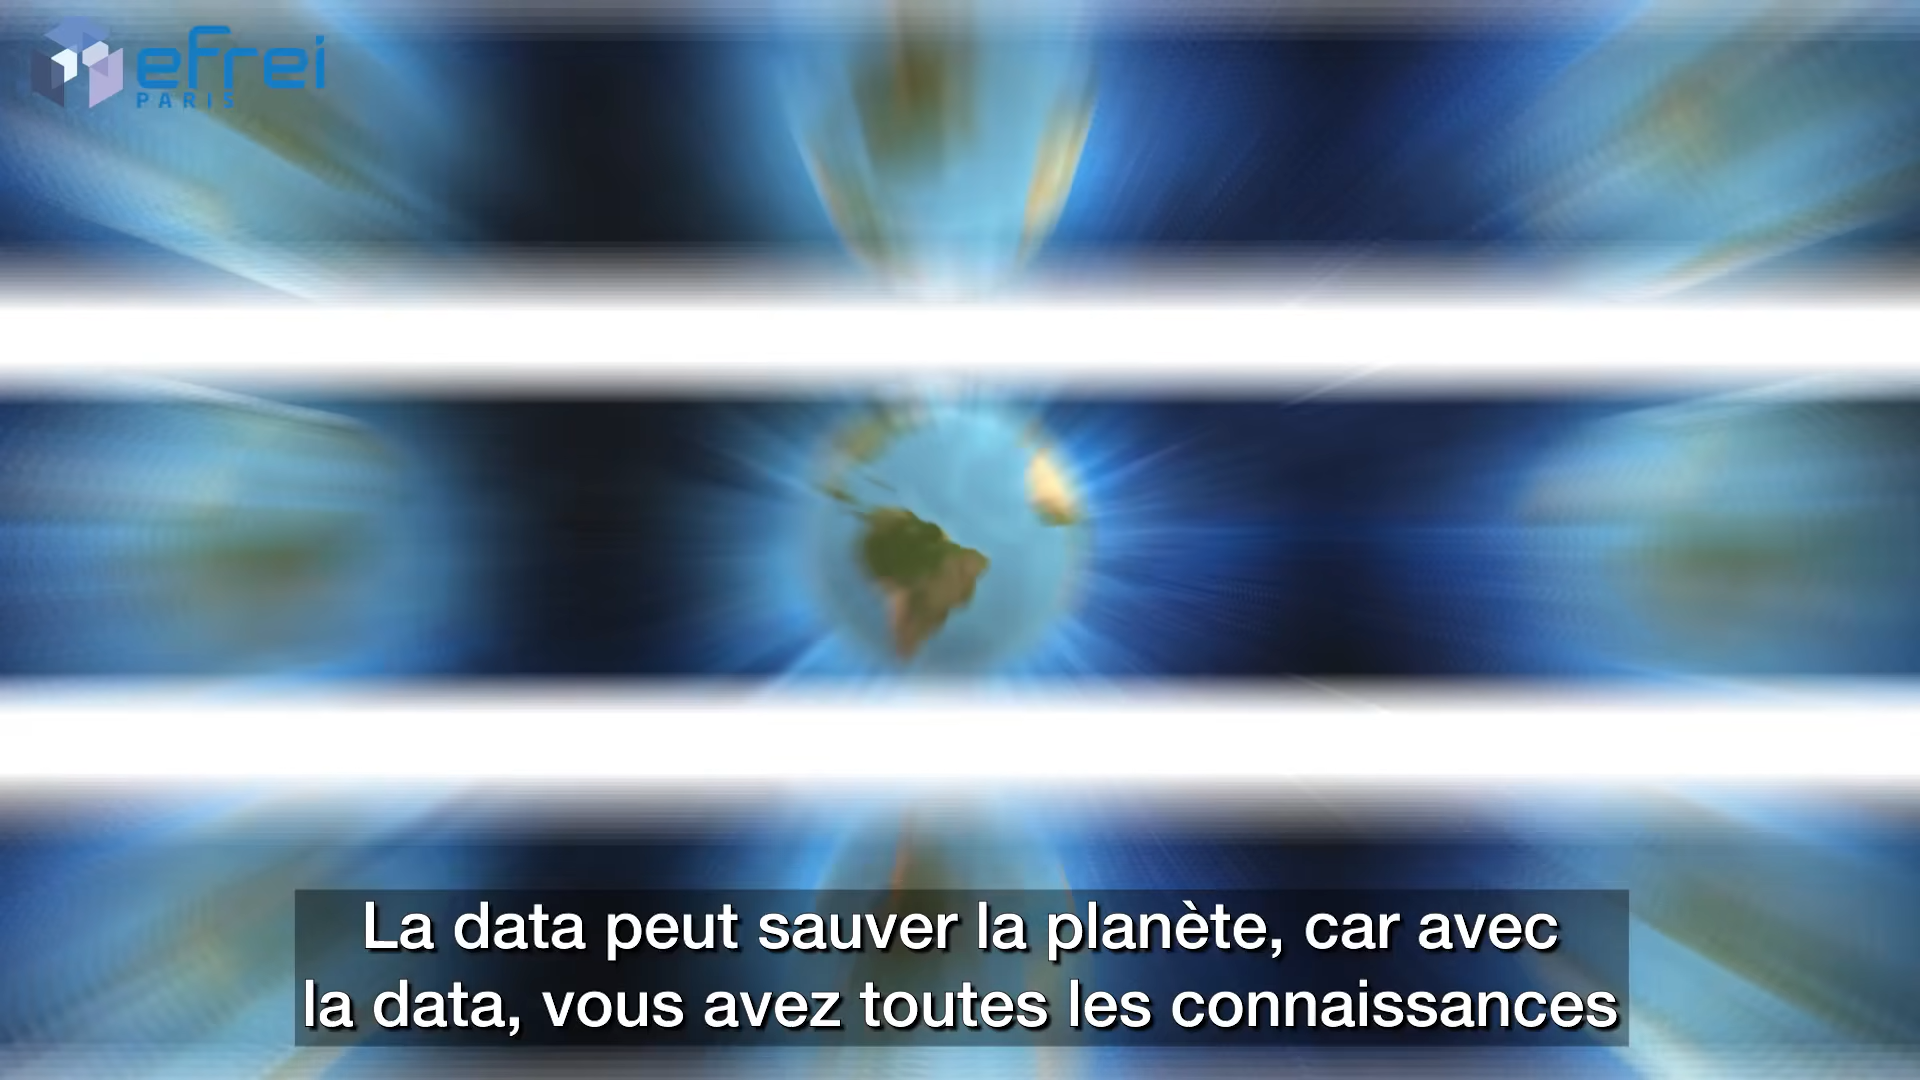 efrei
PARIS
La data peut sauver la planète, car avec
la data, vous avez toutes les connaissances